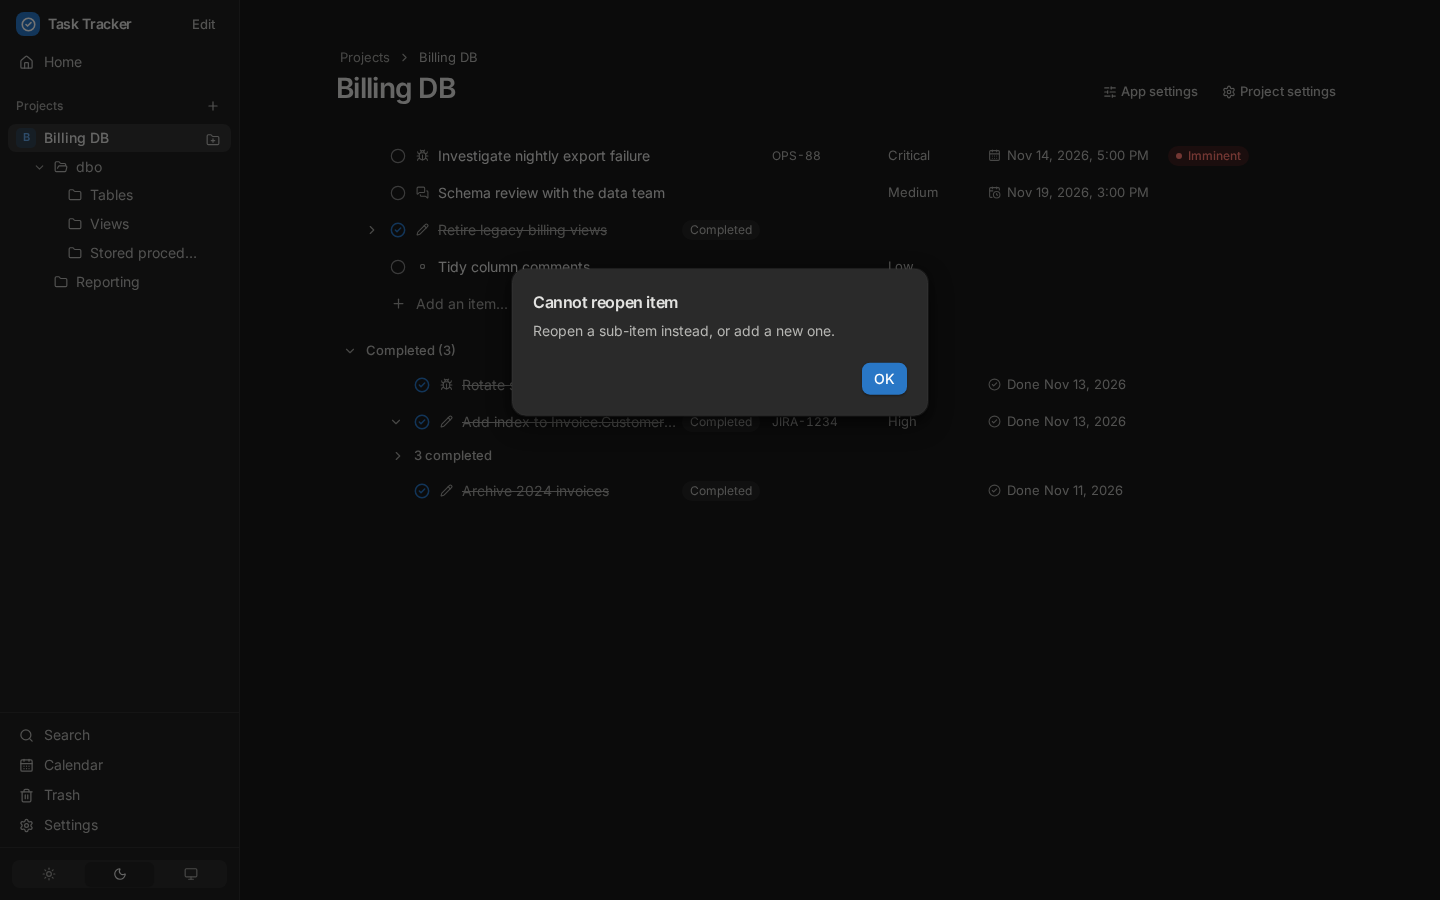 Task Tracker
Edit
Home
Projects
B Billing DB
dbo
Tables
Views
Stored proced...
Reporting
Search
Calendar
Trash
Settings
Projects > Billing DB
Billing DB
App settings
Project settings
Investigate nightly export failure OPS-88 Critical Nov 14, 2026, 5:00 PM Imminent
Schema review with the data team Medium Nov 19, 2026, 3:00 PM
Retire legacy billing views Completed
Tidy column comments Low
Add an item...
Cannot reopen item
Reopen a sub-item instead, or add a new one.
OK
Completed (3)
Rotate Done Nov 13, 2026
Add index to Invoice.Customer... Completed JIRA-1234 High Done Nov 13, 2026
3 completed
Archive 2024 invoices Completed Done Nov 11, 2026